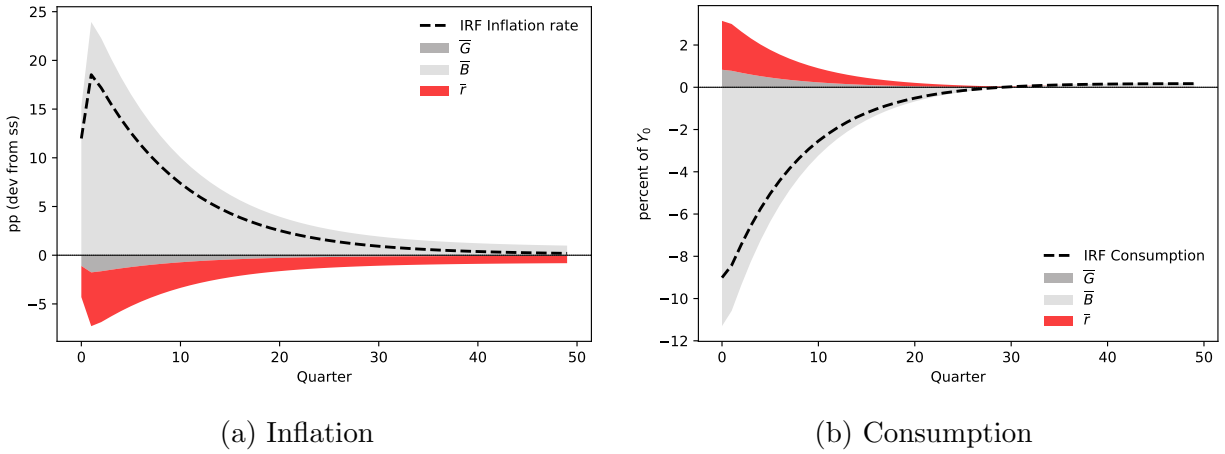 25
20
15
10
5
0
−5
pp (dev from ss)
IRF Inflation rate
G̅
B̅
r̅
0 10 20 30 40 50
Quarter
(a) Inflation
2
0
−2
−4
−6
−8
−10
−12
percent of Y₀
IRF Consumption
G̅
B̅
r̅
0 10 20 30 40 50
Quarter
(b) Consumption